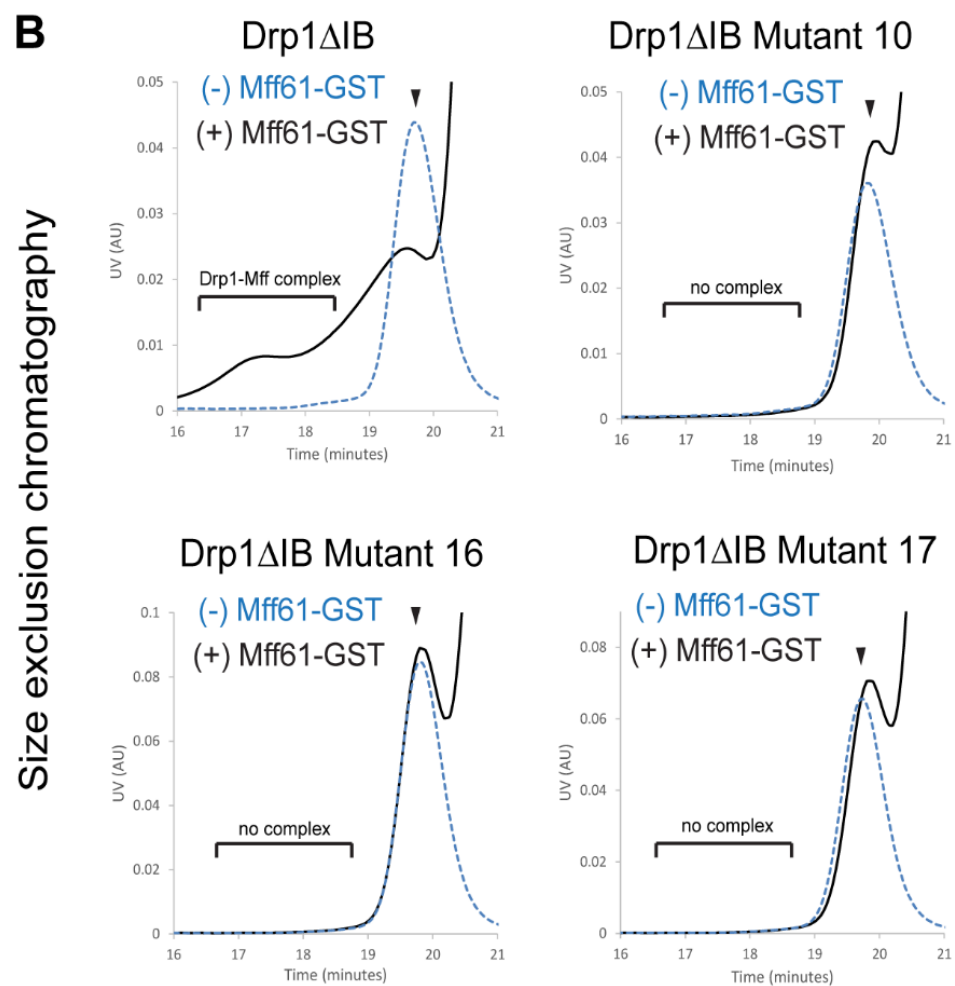 B
Size exclusion chromatography
Drp1ΔIB
(-) Mff61-GST
(+) Mff61-GST
Drp1-Mff complex
UV (AU)
0.05
0.04
0.03
0.02
0.01
0
16 17 18 19 20 21
Time (minutes)
Drp1ΔIB Mutant 10
(-) Mff61-GST
(+) Mff61-GST
no complex
UV (AU)
0.05
0.04
0.03
0.02
0.01
0
16 17 18 19 20 21
Time (minutes)
Drp1ΔIB Mutant 16
(-) Mff61-GST
(+) Mff61-GST
no complex
UV (AU)
0.1
0.08
0.06
0.04
0.02
0
16 17 18 19 20 21
Time (minutes)
Drp1ΔIB Mutant 17
(-) Mff61-GST
(+) Mff61-GST
no complex
UV (AU)
0.08
0.06
0.04
0.02
0
16 17 18 19 20 21
Time (minutes)